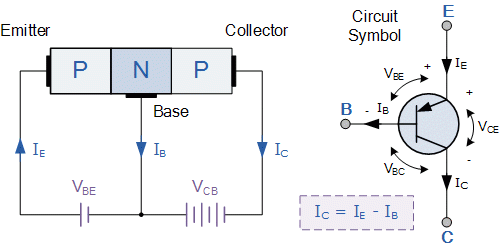 Emitter
Collector
P N P
Base
I_E
I_B
I_C
V_BE
V_CB
Circuit
Symbol
E
I_E
V_BE
+
+
B
- I_B
V_CE
V_BC
-
I_C
C
I_C = I_E - I_B